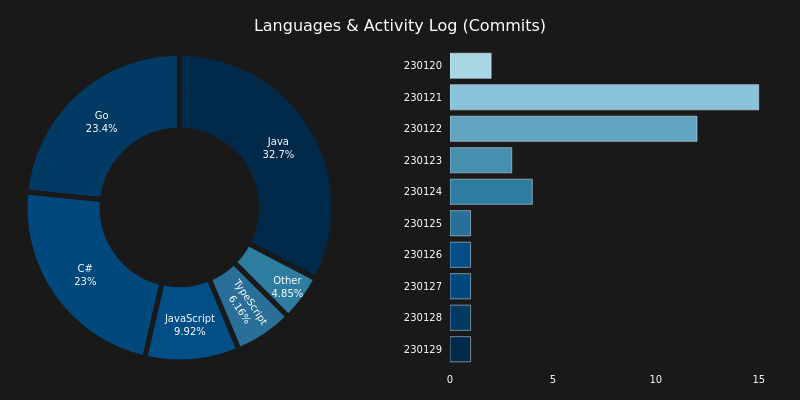 Languages & Activity Log (Commits)
Go
23.4%
Java
32.7%
C#
23%
JavaScript
9.92%
TypeScript
6.16%
Other
4.85%
230120
230121
230122
230123
230124
230125
230126
230127
230128
230129
0
5
10
15